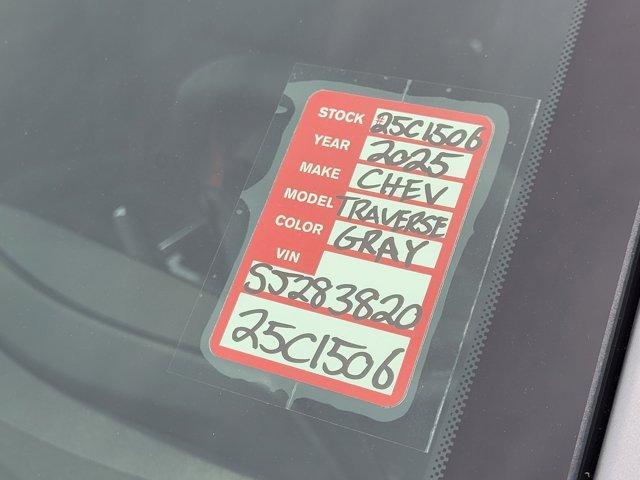 STOCK # 25C1506
YEAR 2025
MAKE CHEV
MODEL TRAVERSE
COLOR GRAY
VIN
SJ283820
25C1506